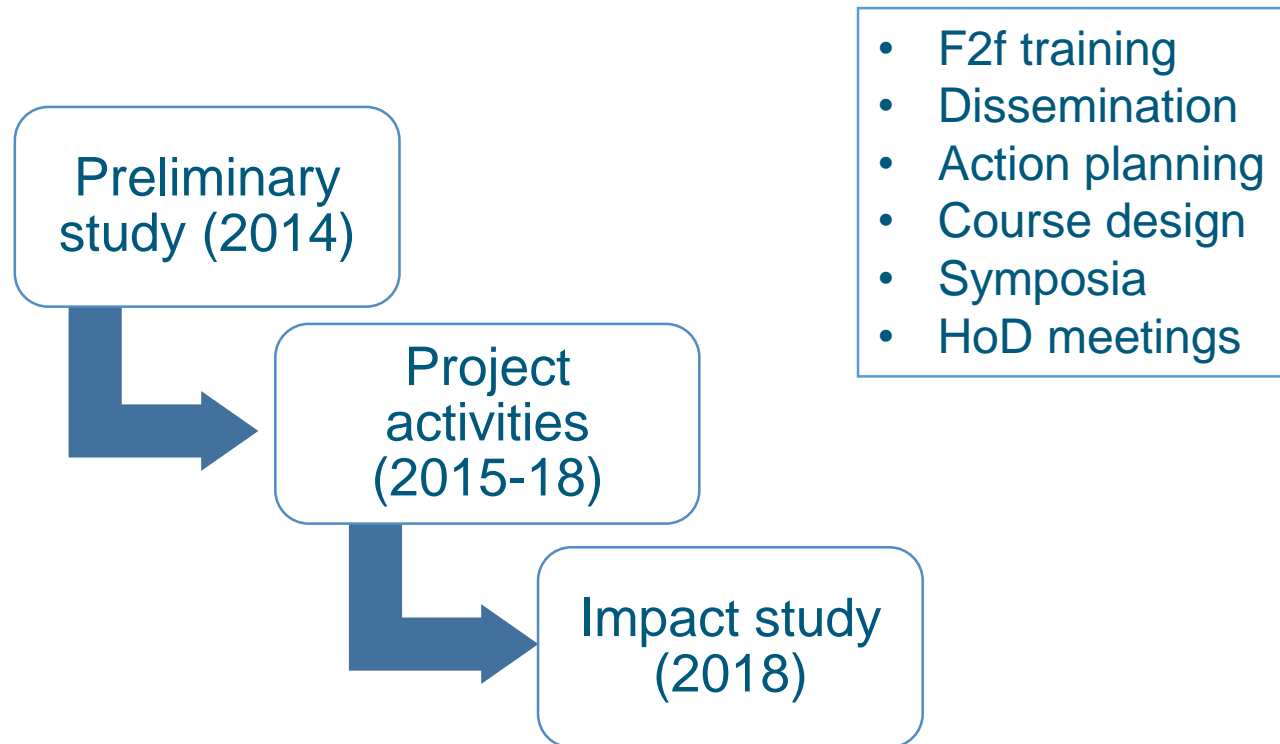 Preliminary
study (2014)
Project
activities
(2015-18)
Impact study
(2018)
• F2f training
• Dissemination
• Action planning
• Course design
• Symposia
• HoD meetings